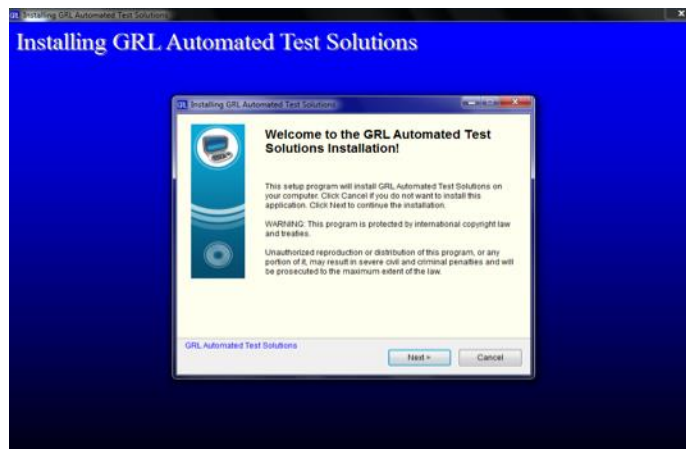 Installing GRL Automated Test Solutions
Installing GRL Automated Test Solutions
Installing GRL Automated Test Solutions
Welcome to the GRL Automated Test
Solutions Installation!
This setup program will install GRL Automated Test Solutions on
your computer. Click Cancel if you do not want to install this
application. Click Next to continue the installation.
WARNING: This program is protected by international copyright law
and treaties.
Unauthorized reproduction or distribution of this program, or any
portion of it, may result in severe civil and criminal penalties and will
be prosecuted to the maximum extent of the law.
GRL Automated Test Solutions
Next >
Cancel